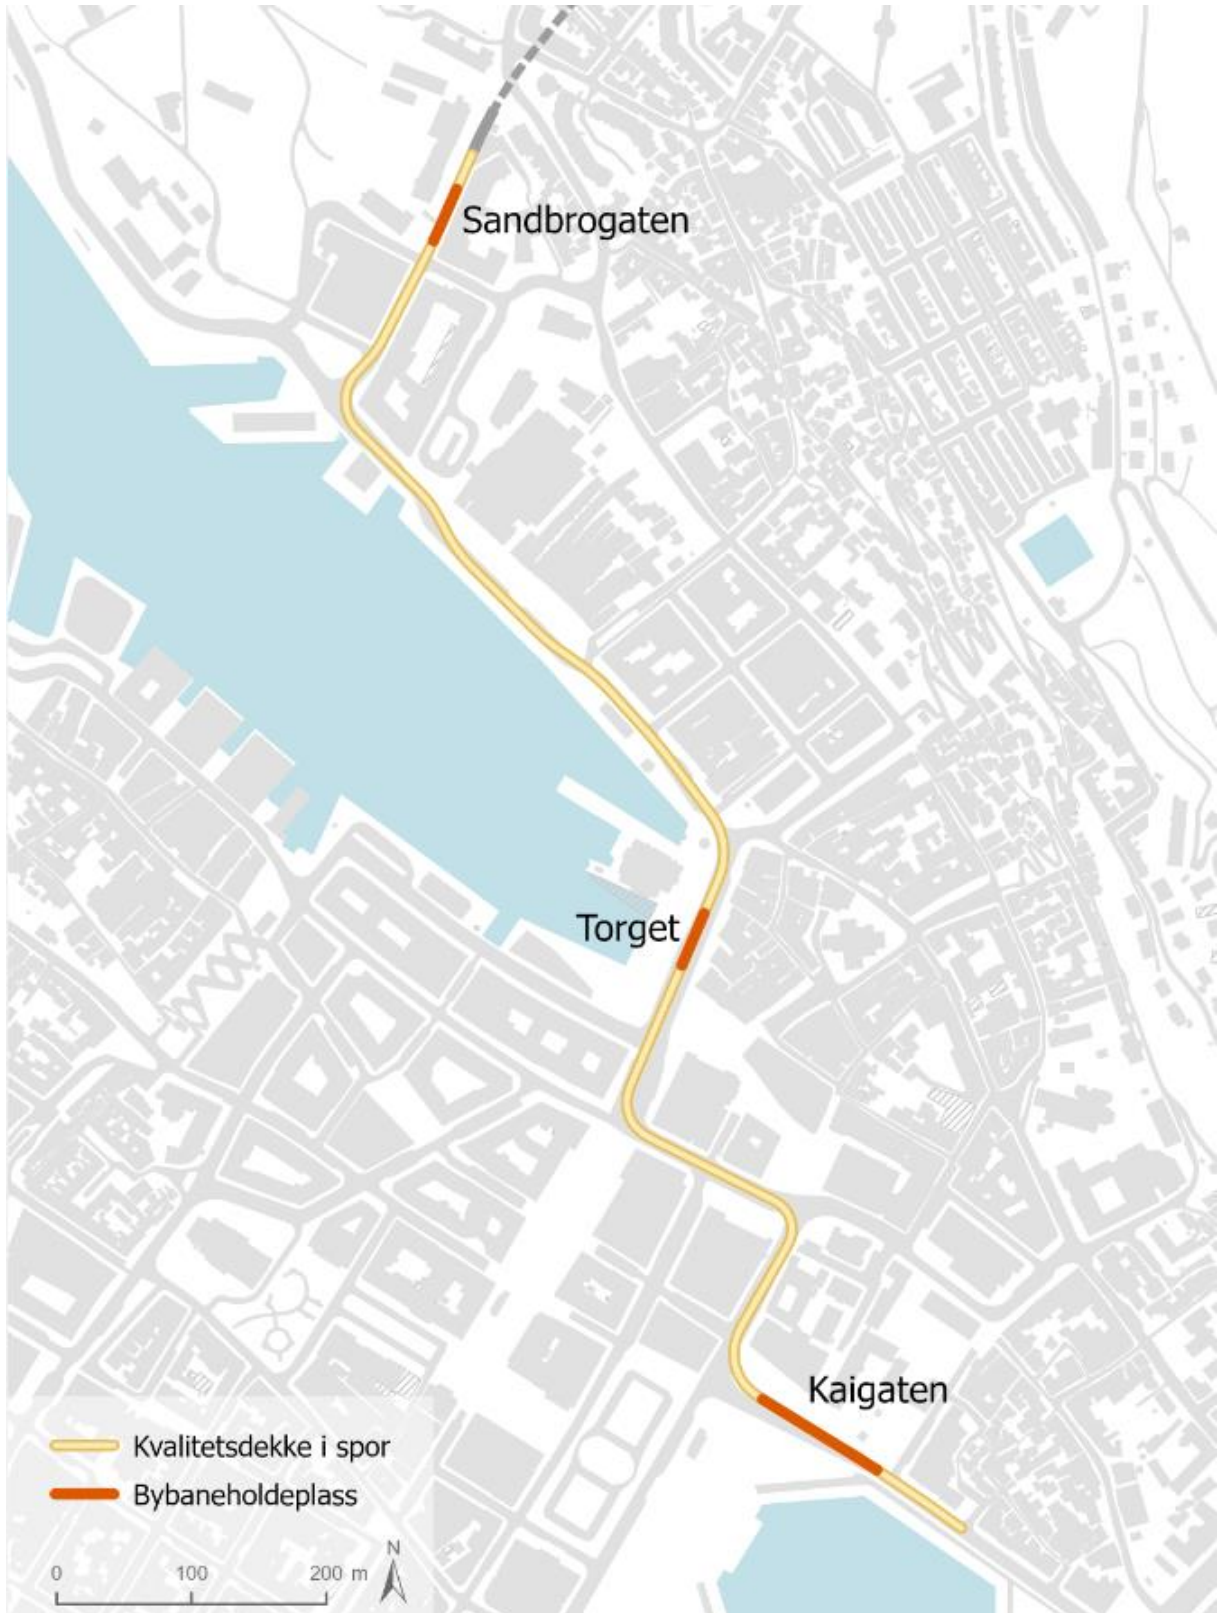 Sandbrogaten
Torget
Kaigaten
Kvalitetsdekke i spor
Bybaneholdeplass
N
0 100 200 m